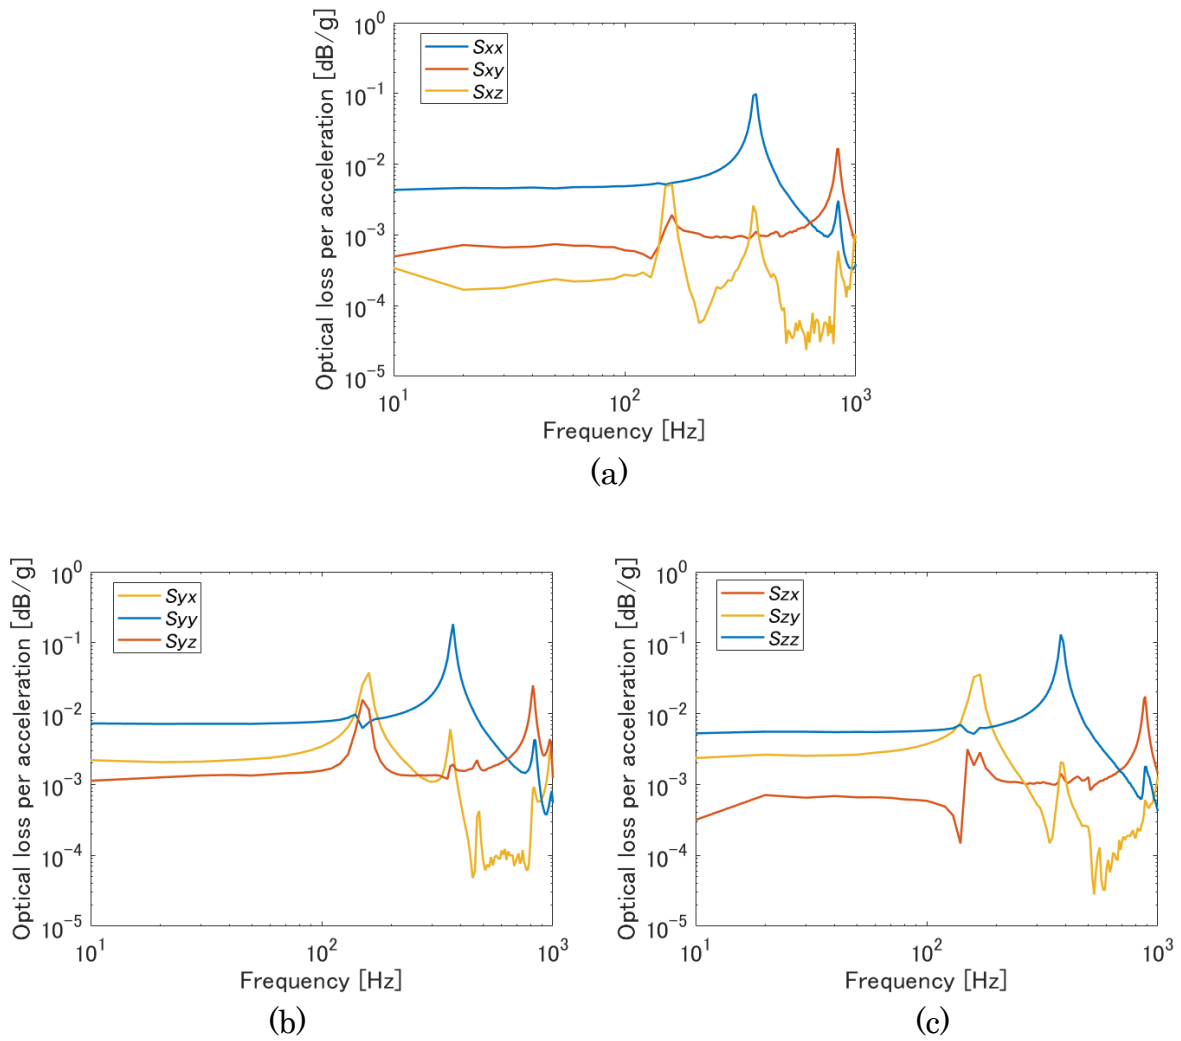 Optical loss per acceleration [dB/g]
10^0
10^-1
10^-2
10^-3
10^-4
10^-5
Sxx
Sxy
Sxz
10^1
10^2
10^3
Frequency [Hz]
(a)
Optical loss per acceleration [dB/g]
10^0
10^-1
10^-2
10^-3
10^-4
10^-5
Syx
Syy
Syz
10^1
10^2
10^3
Frequency [Hz]
(b)
Optical loss per acceleration [dB/g]
10^0
10^-1
10^-2
10^-3
10^-4
10^-5
Szx
Szy
Szz
10^1
10^2
10^3
Frequency [Hz]
(c)